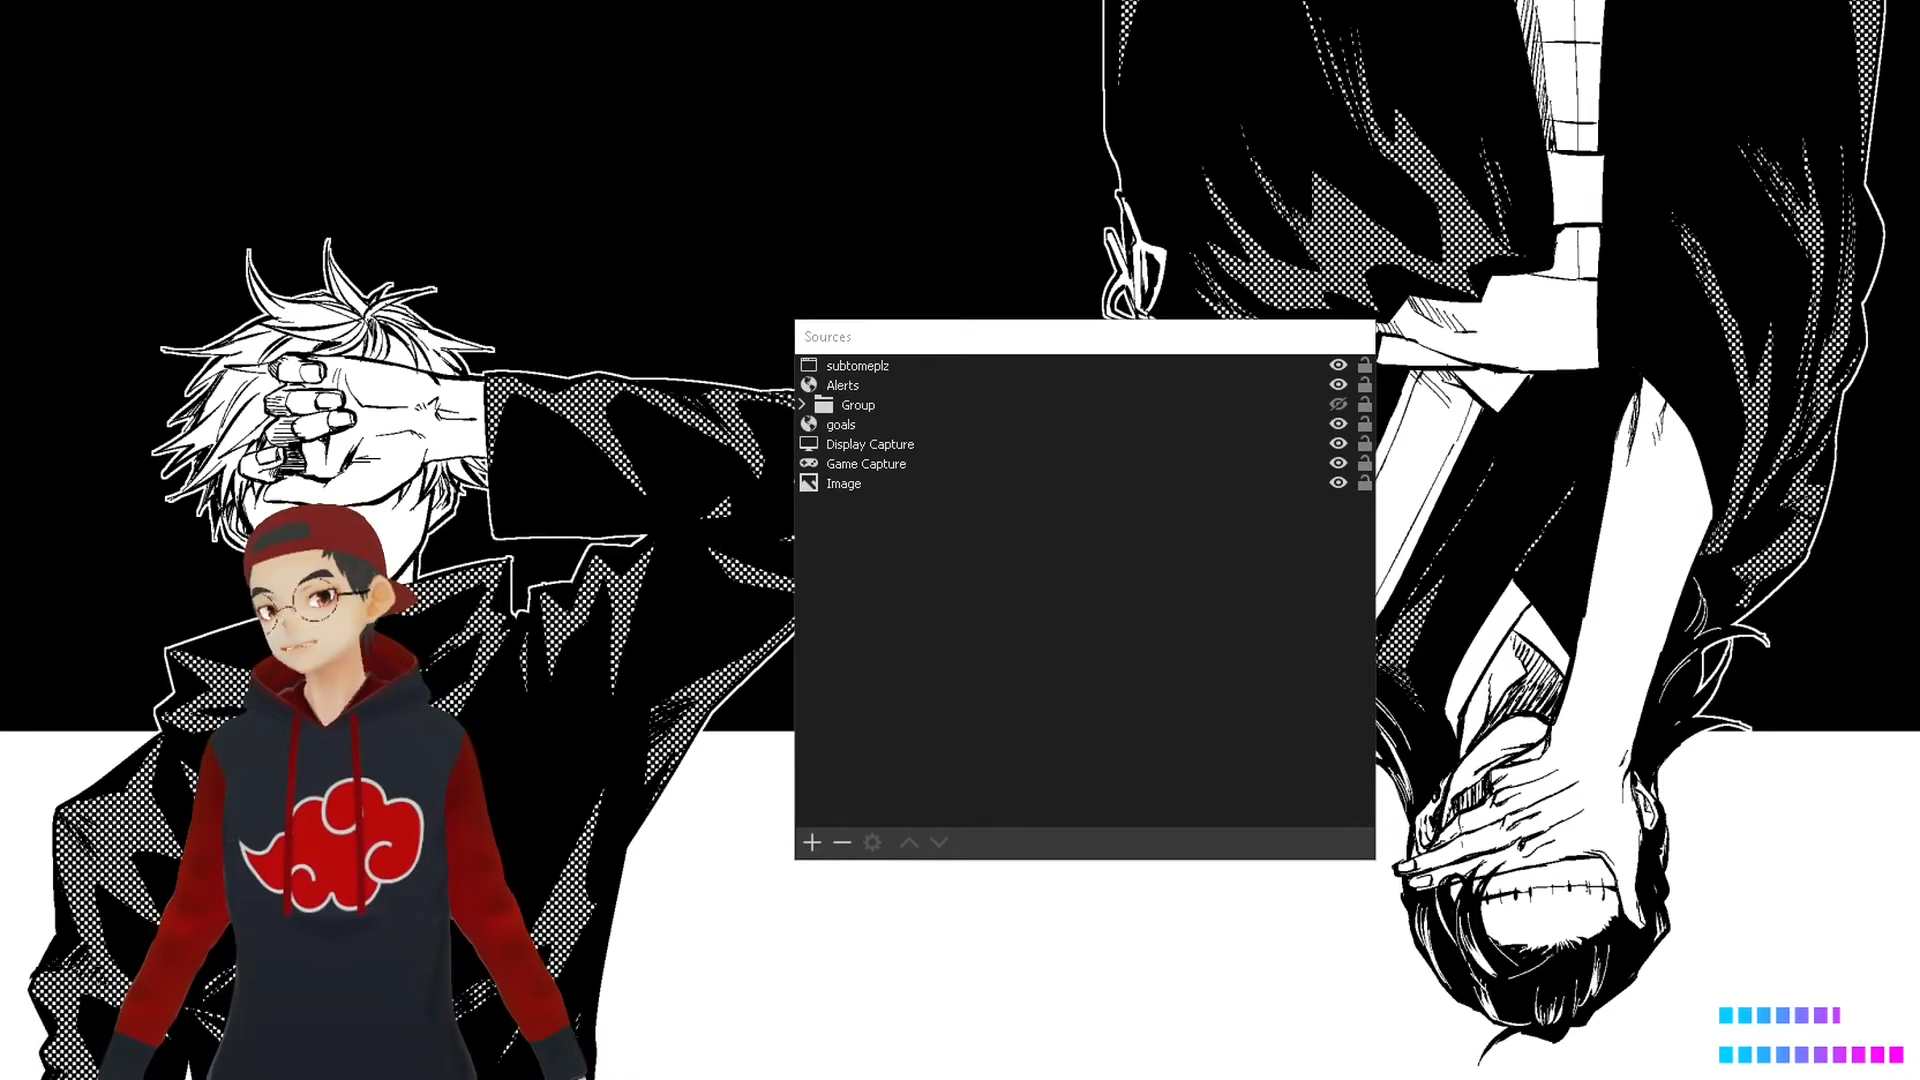 Sources
subtomeplz
Alerts
Group
goals
Display Capture
Game Capture
Image